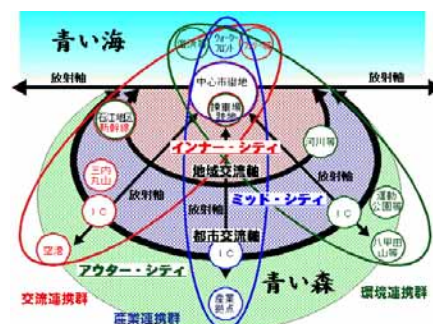 青い海
ウォーター
フロント
放射軸
中心市街地
放射軸
石江地区
新幹線
操車場
跡地
河川等
インナー・シティ
地域交流軸
三内
丸山
放射軸
放射軸
放射軸
ミッド・シティ
運動
公園等
IC
IC
空港
都市交流軸
IC
八甲田
山等
アウター・シティ
青い森
産業
拠点
交流連携群
産業連携群
環境連携群